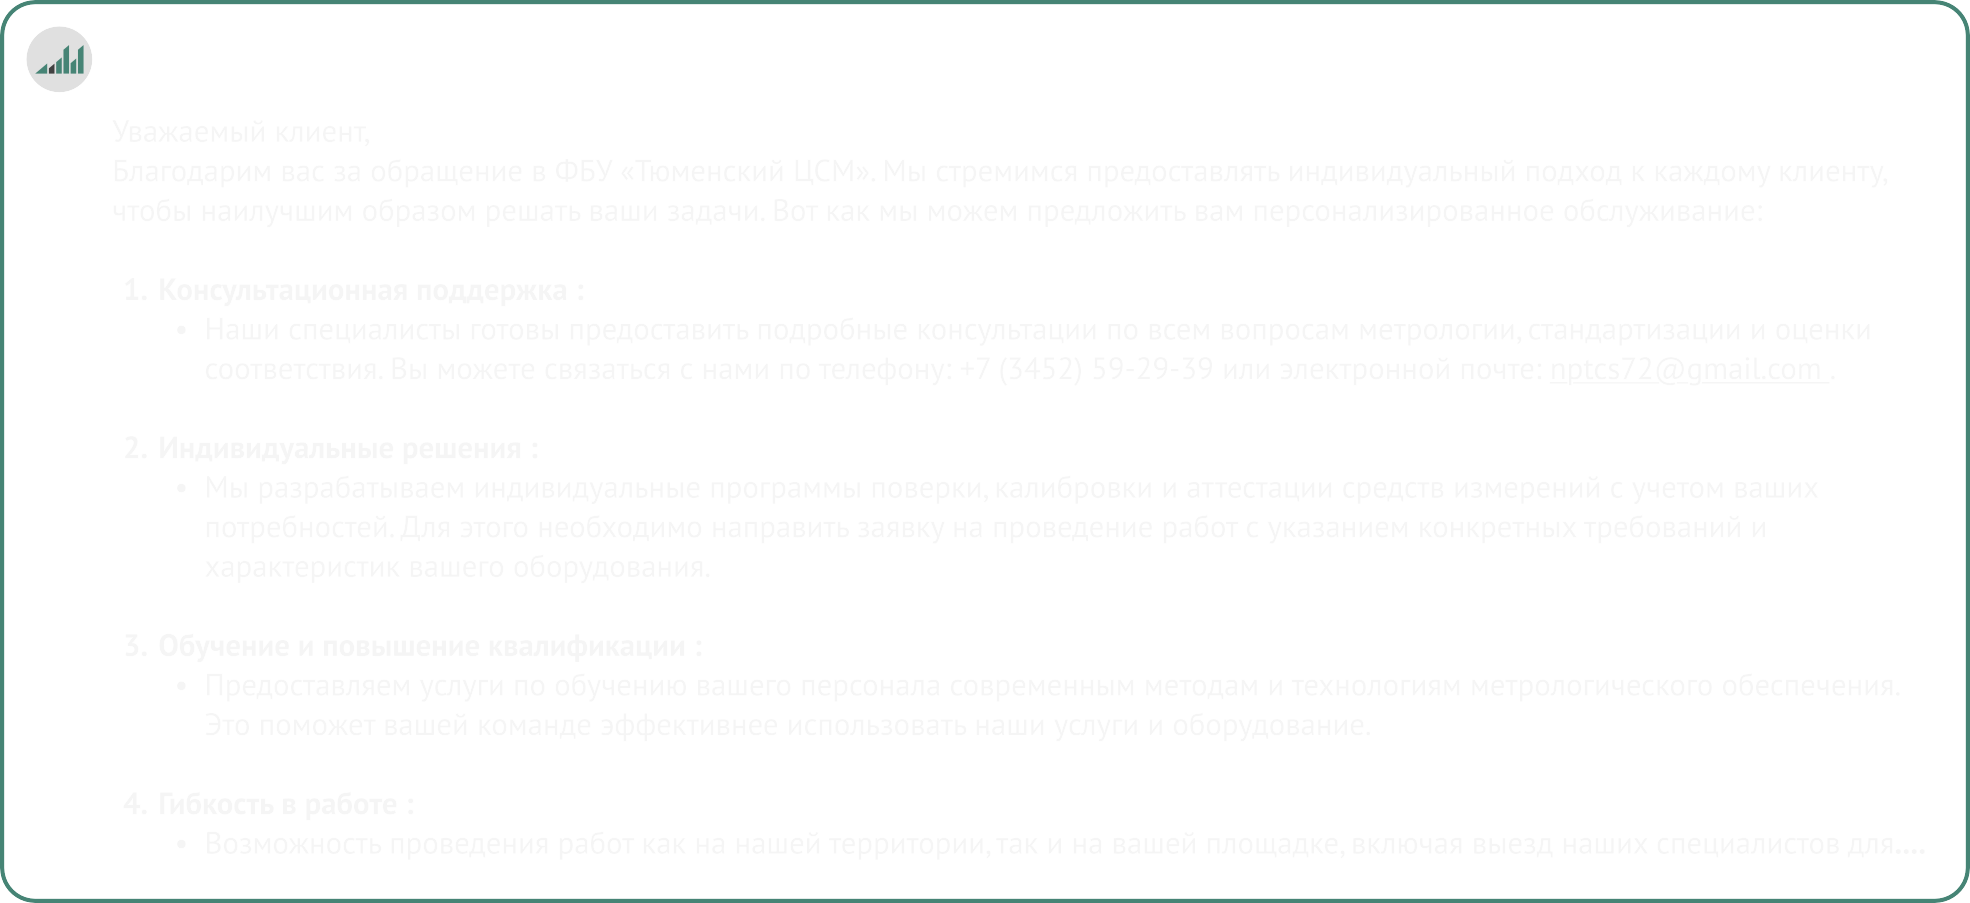 Уважаемый клиент,
Благодарим вас за обращение в ФБУ «Тюменский ЦСМ». Мы стремимся предоставлять индивидуальный подход к каждому клиенту,
чтобы наилучшим образом решать ваши задачи. Вот как мы можем предложить вам персонализированное обслуживание:
1. Консультационная поддержка :
• Наши специалисты готовы предоставить подробные консультации по всем вопросам метрологии, стандартизации и оценки
соответствия. Вы можете связаться с нами по телефону: +7 (3452) 59-29-39 или электронной почте: nptcs72@gmail.com .
2. Индивидуальные решения :
• Мы разрабатываем индивидуальные программы поверки, калибровки и аттестации средств измерений с учетом ваших
потребностей. Для этого необходимо направить заявку на проведение работ с указанием конкретных требований и
характеристик вашего оборудования.
3. Обучение и повышение квалификации :
• Предоставляем услуги по обучению вашего персонала современным методам и технологиям метрологического обеспечения.
Это поможет вашей команде эффективнее использовать наши услуги и оборудование.
4. Гибкость в работе :
• Возможность проведения работ как на нашей территории, так и на вашей площадке, включая выезд наших специалистов для....